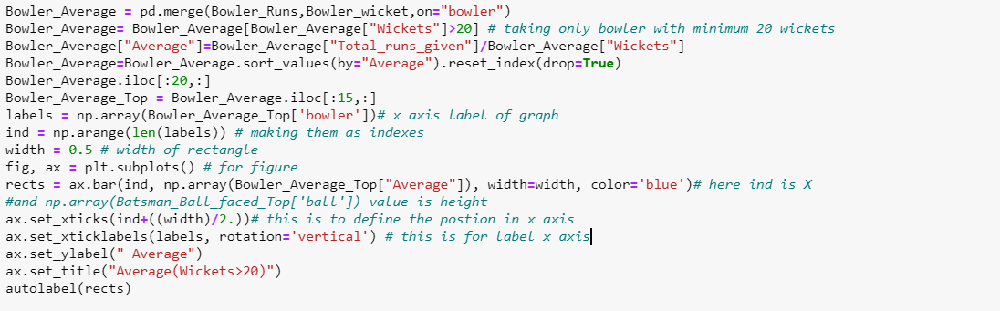 Bowler_Average = pd.merge(Bowler_Runs,Bowler_wicket,on="bowler")
Bowler_Average= Bowler_Average[Bowler_Average["Wickets"]>20] # taking only bowler with minimum 20 wickets
Bowler_Average["Average"]=Bowler_Average["Total_runs_given"]/Bowler_Average["Wickets"]
Bowler_Average=Bowler_Average.sort_values(by="Average").reset_index(drop=True)
Bowler_Average.iloc[:20,:]
Bowler_Average_Top = Bowler_Average.iloc[:15,:]
labels = np.array(Bowler_Average_Top['bowler'])# x axis label of graph
ind = np.arange(len(labels)) # making them as indexes
width = 0.5 # width of rectangle
fig, ax = plt.subplots() # for figure
rects = ax.bar(ind, np.array(Bowler_Average_Top["Average"]), width=width, color='blue')# here ind is X
#and np.array(Batsman_Ball_faced_Top['ball']) value is height
ax.set_xticks(ind+((width)/2.))# this is to define the postion in x axis
ax.set_xticklabels(labels, rotation='vertical') # this is for label x axis
ax.set_ylabel(" Average")
ax.set_title("Average(Wickets>20)")
autolabel(rects)